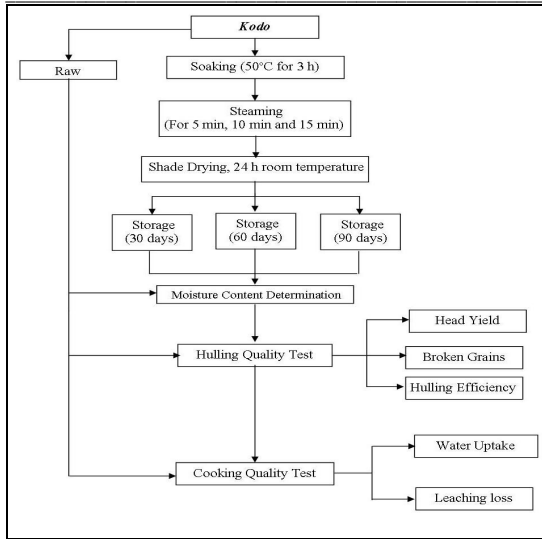 Kodo
Raw
Soaking (50°C for 3 h)
Steaming
(For 5 min, 10 min and 15 min)
Shade Drying, 24 h room temperature
Storage
(30 days)
Storage
(60 days)
Storage
(90 days)
Moisture Content Determination
Head Yield
Hulling Quality Test
Broken Grains
Hulling Efficiency
Water Uptake
Cooking Quality Test
Leaching loss